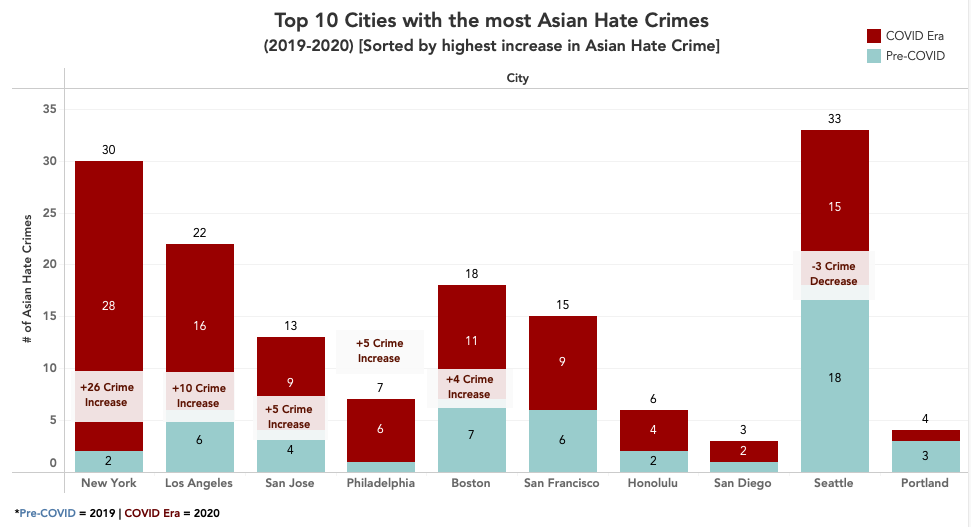 Top 10 Cities with the most Asian Hate Crimes
(2019-2020) [Sorted by highest increase in Asian Hate Crime]
COVID Era
Pre-COVID
City
# of Asian Hate Crimes
35
30
25
20
15
10
5
0
30
28
+26 Crime
Increase
2
22
16
+10 Crime
Increase
6
13
9
+5 Crime
Increase
4
+5 Crime
Increase
7
6
18
11
+4 Crime
Increase
7
15
9
6
6
4
2
3
2
33
15
-3 Crime
Decrease
18
4
3
New York
Los Angeles
San Jose
Philadelphia
Boston
San Francisco
Honolulu
San Diego
Seattle
Portland
*Pre-COVID = 2019 | COVID Era = 2020